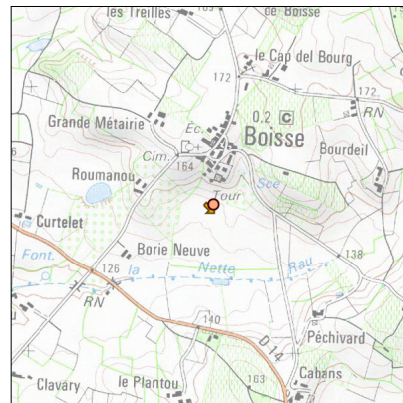 les Treilles
163
de Boisse
le Cap del Bourg
172
172
RN
0.2 C
Grande Métairie
Éc.
Boisse
Bourdeil
Cim.
164
Roumanou
Tour
Sce
Curtelet
Borie Neuve
138
Font.
126
la Nette Rau
RN
140
D 14
Péchivard
Cabans
Clavary
le Plantou
163